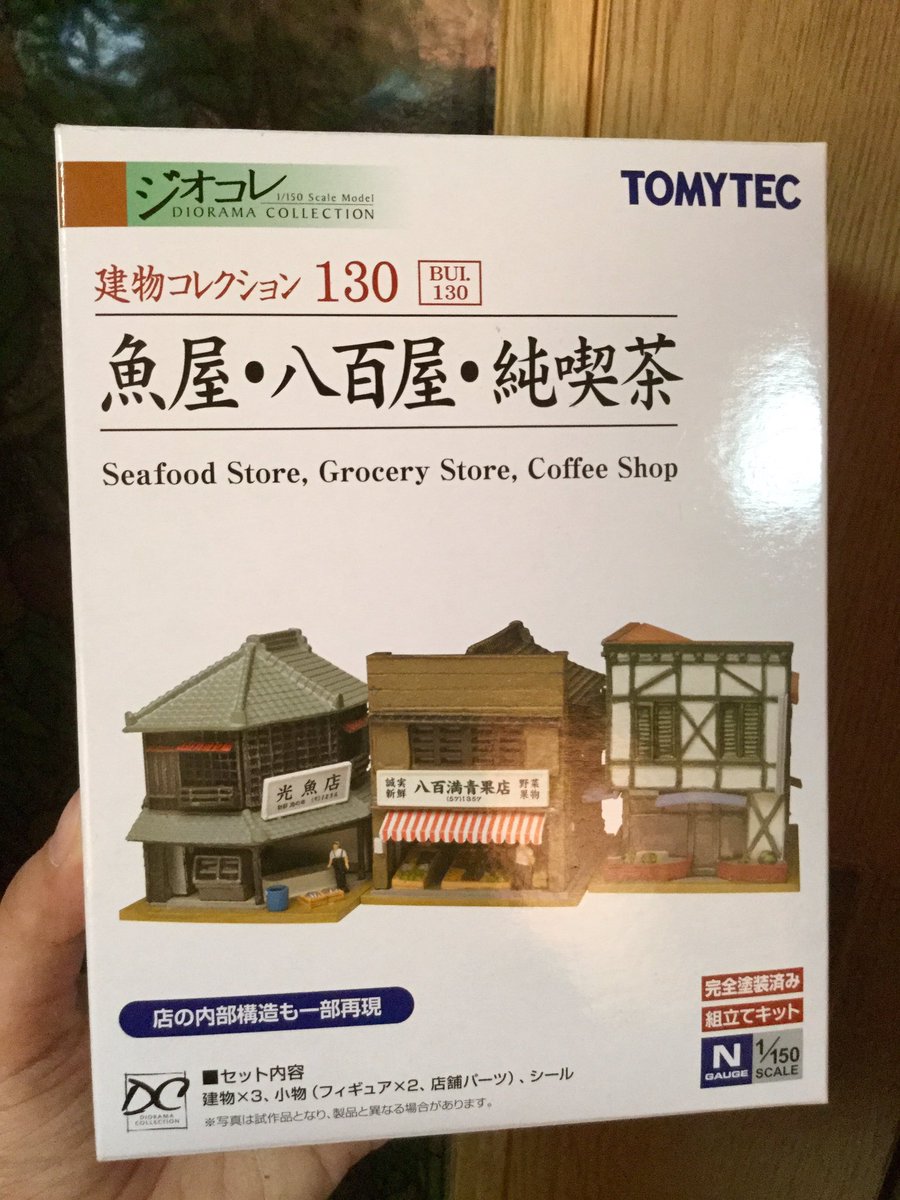 ジオコレ
1/150 Scale Model
DIORAMA COLLECTION
TOMYTEC
建物コレクション 130
BUI.
130
魚屋・八百屋・純喫茶
Seafood Store, Grocery Store, Coffee Shop
光魚店
誠実
新鮮
八百満青果店
(57)1357
野菜
果物
店の内部構造も一部再現
完全塗装済み
組立てキット
N
GAUGE
1/150
SCALE
DC
DIORAMA
COLLECTION
■セット内容
建物×3、小物（フィギュア×2、店舗パーツ）、シール
※写真は試作品となり、製品と異なる場合があります。